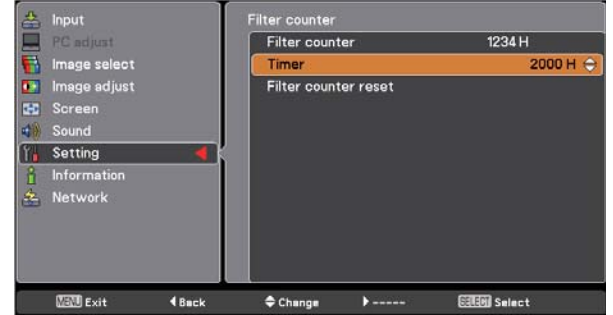 Input
PC adjust
Image select
Image adjust
Screen
Sound
Setting
Information
Network
Filter counter
Filter counter 1234 H
Timer 2000 H
Filter counter reset
MENU Exit Back Change ----- SELECT Select